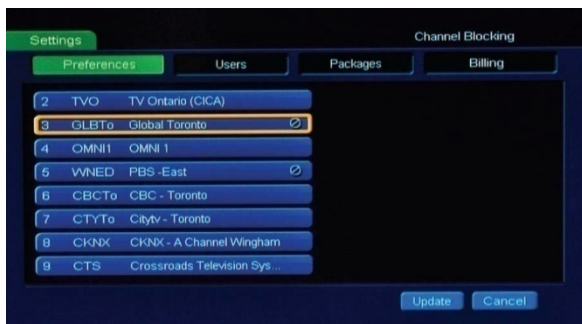 Settings
Channel Blocking
Preferences Users Packages Billing
2 TVO TV Ontario (CICA)
3 GLBTo Global Toronto
4 OMNI1 OMNI 1
5 WNED PBS -East
6 CBCTo CBC - Toronto
7 CTYTo Citytv - Toronto
8 CKNX CKNX - A Channel Wingham
9 CTS Crossroads Television Sys...
Update Cancel